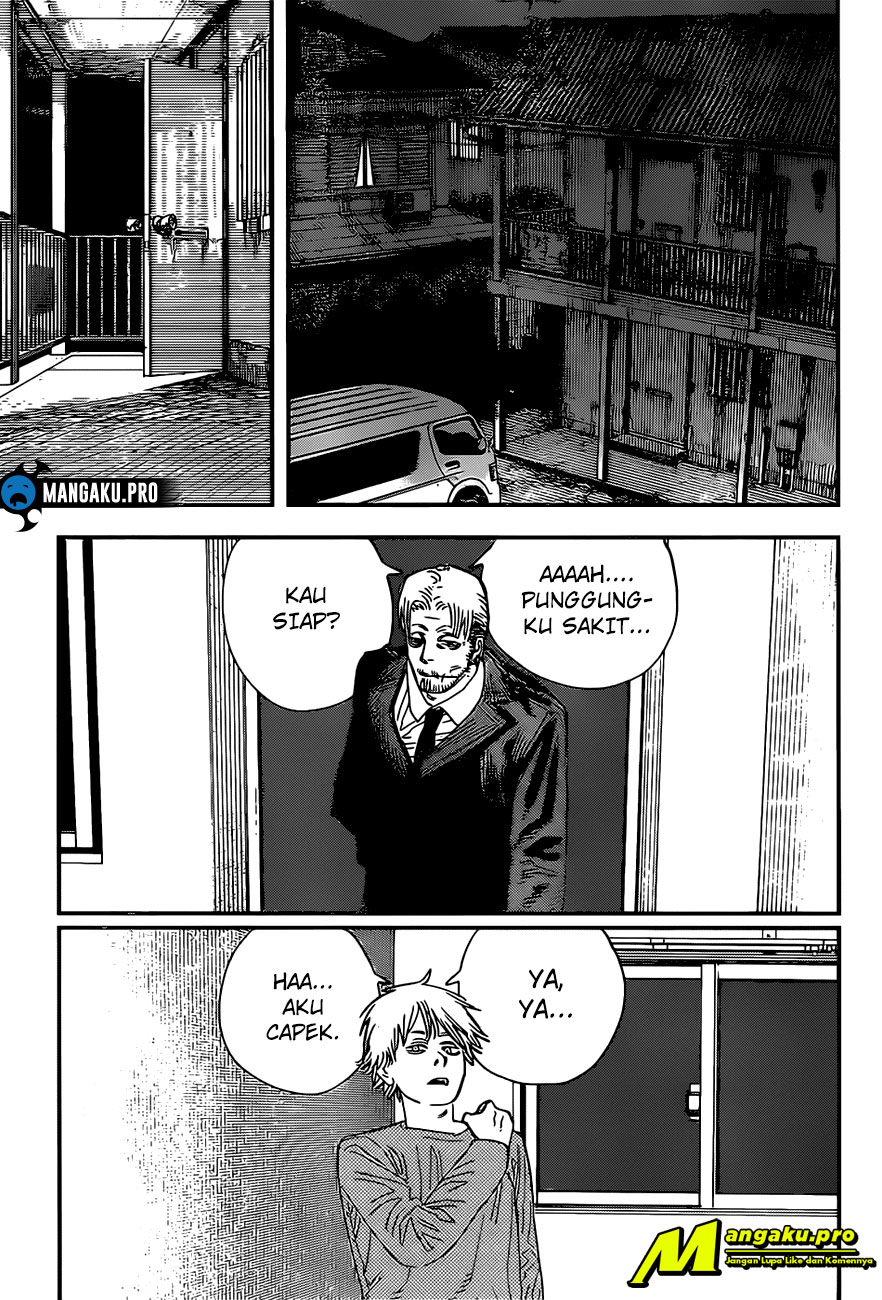 MANGAKU.PRO
AAAAH....
PUNGGUNG-
KU SAKIT...
KAU
SIAP?
YA,
YA...
HAA...
AKU
CAPEK.
Mangaku.pro
Jangan Lupa Like dan Komennya